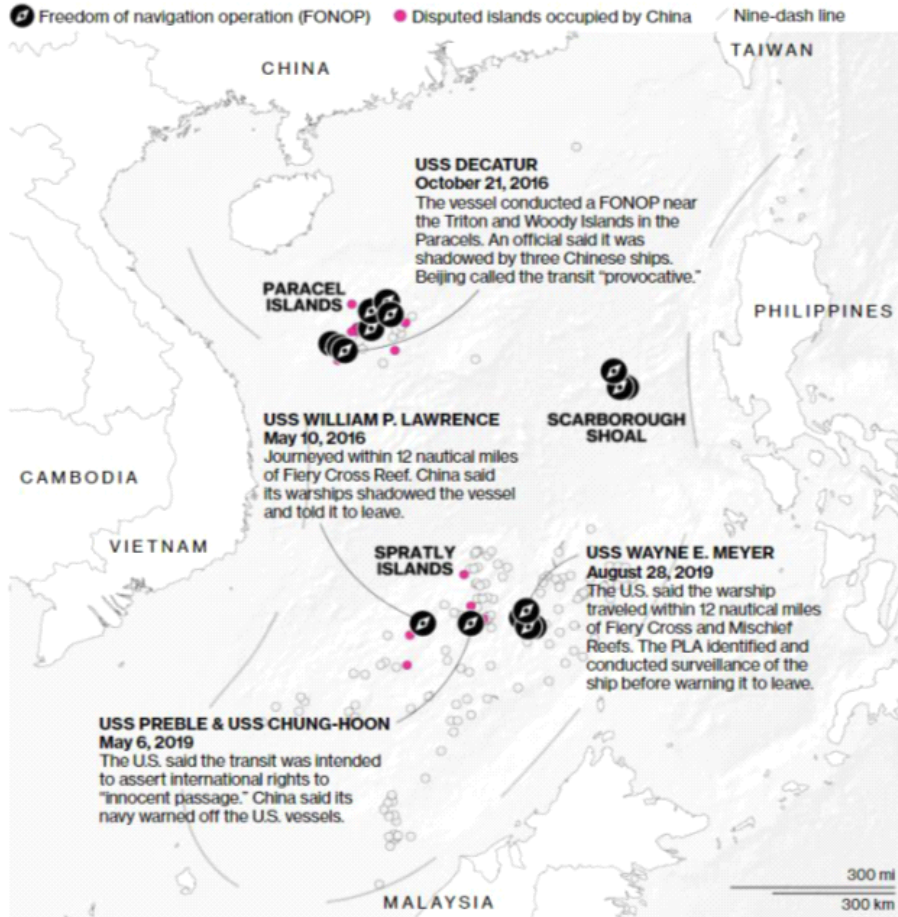 Freedom of navigation operation (FONOP)
Disputed islands occupied by China
Nine-dash line
TAIWAN
CHINA
USS DECATUR
October 21, 2016
The vessel conducted a FONOP near
the Triton and Woody Islands in the
Paracels. An official said it was
shadowed by three Chinese ships.
Beijing called the transit “provocative.”
PARACEL
ISLANDS
PHILIPPINES
SCARBOROUGH
SHOAL
USS WILLIAM P. LAWRENCE
May 10, 2016
Journeyed within 12 nautical miles
of Fiery Cross Reef. China said
its warships shadowed the vessel
and told it to leave.
CAMBODIA
VIETNAM
SPRATLY
ISLANDS
USS WAYNE E. MEYER
August 28, 2019
The U.S. said the warship
traveled within 12 nautical miles
of Fiery Cross and Mischief
Reefs. The PLA identified and
conducted surveillance of the
ship before warning it to leave.
USS PREBLE & USS CHUNG-HOON
May 6, 2019
The U.S. said the transit was intended
to assert international rights to
“innocent passage.” China said its
navy warned off the U.S. vessels.
MALAYSIA
300 mi
300 km